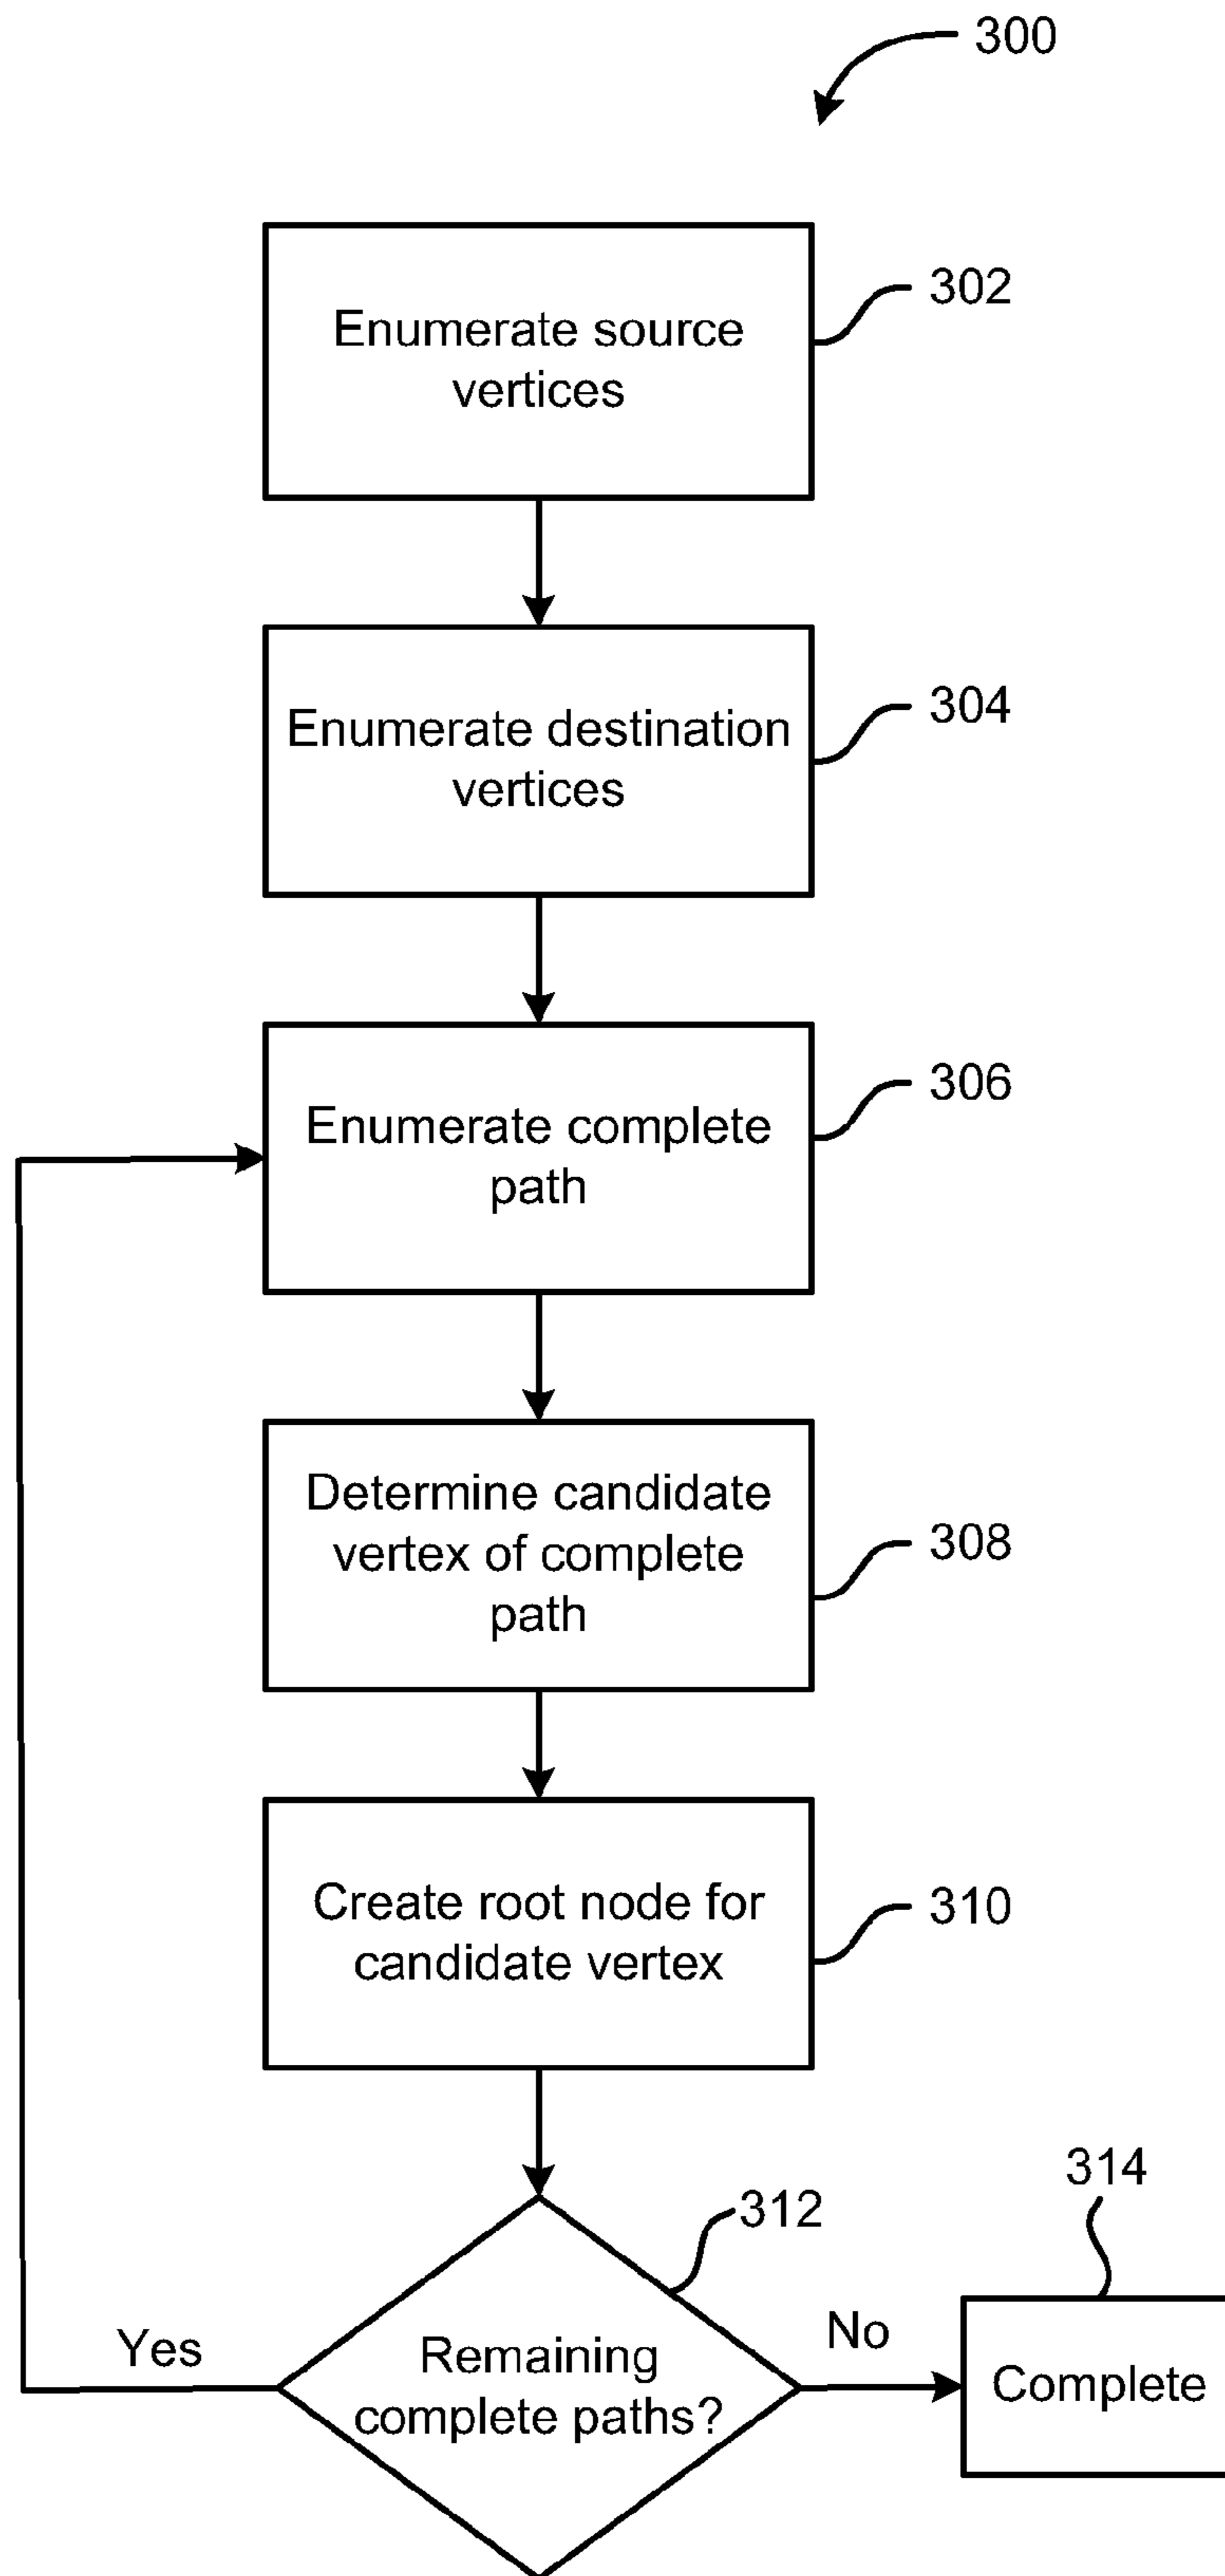 300
Enumerate source
vertices
302
Enumerate destination
vertices
304
Enumerate complete
path
306
Determine candidate
vertex of complete
path
308
Create root node for
candidate vertex
310
312
314
Remaining
complete paths?
Yes
No
Complete